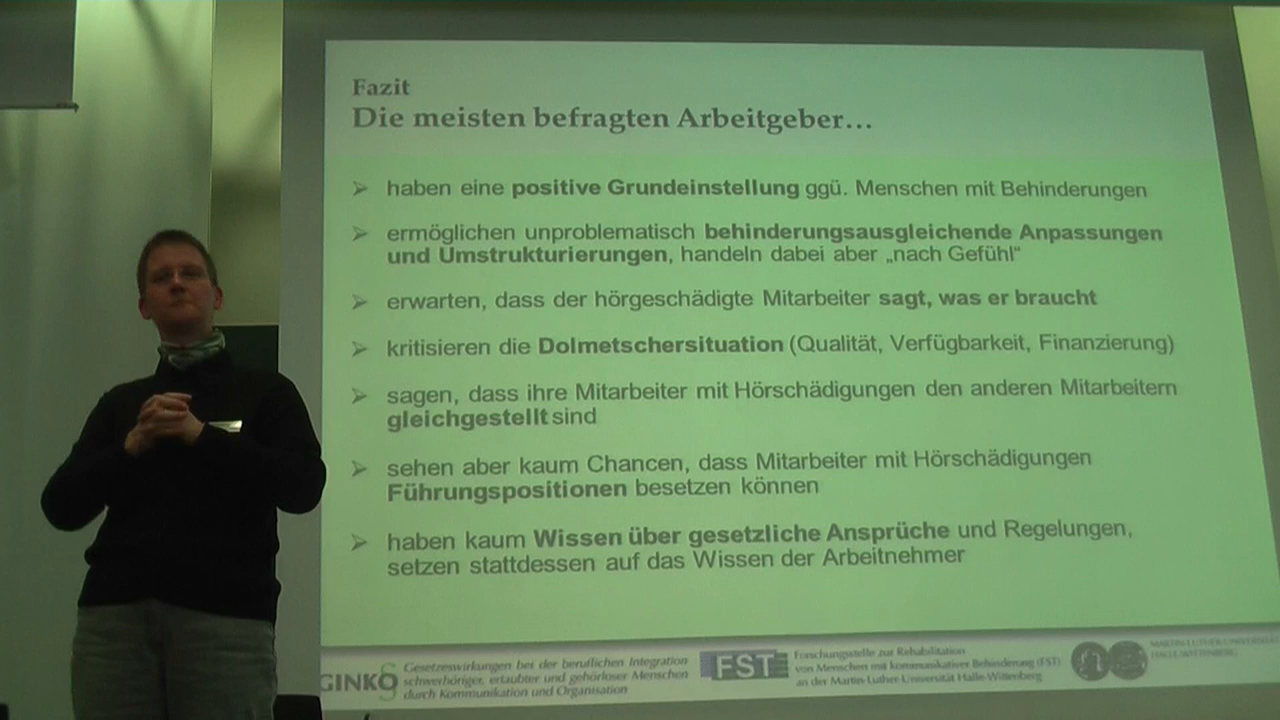 Fazit
Die meisten befragten Arbeitgeber…
➢ haben eine positive Grundeinstellung ggü. Menschen mit Behinderungen
➢ ermöglichen unproblematisch behinderungsausgleichende Anpassungen
und Umstrukturierungen, handeln dabei aber „nach Gefühl“
➢ erwarten, dass der hörgeschädigte Mitarbeiter sagt, was er braucht
➢ kritisieren die Dolmetschersituation (Qualität, Verfügbarkeit, Finanzierung)
➢ sagen, dass ihre Mitarbeiter mit Hörschädigungen den anderen Mitarbeitern
gleichgestellt sind
➢ sehen aber kaum Chancen, dass Mitarbeiter mit Hörschädigungen
Führungspositionen besetzen können
➢ haben kaum Wissen über gesetzliche Ansprüche und Regelungen,
setzen stattdessen auf das Wissen der Arbeitnehmer
GINKO
Gesetzeswirkungen bei der beruflichen Integration
schwerhöriger, ertaubter und gehörloser Menschen
durch Kommunikation und Organisation
FST
Forschungsstelle zur Rehabilitation
von Menschen mit kommunikativer Behinderung (FST)
an der Martin-Luther-Universität Halle-Wittenberg
MARTIN-LUTHER-UNIVERSITÄT
HALLE-WITTENBERG